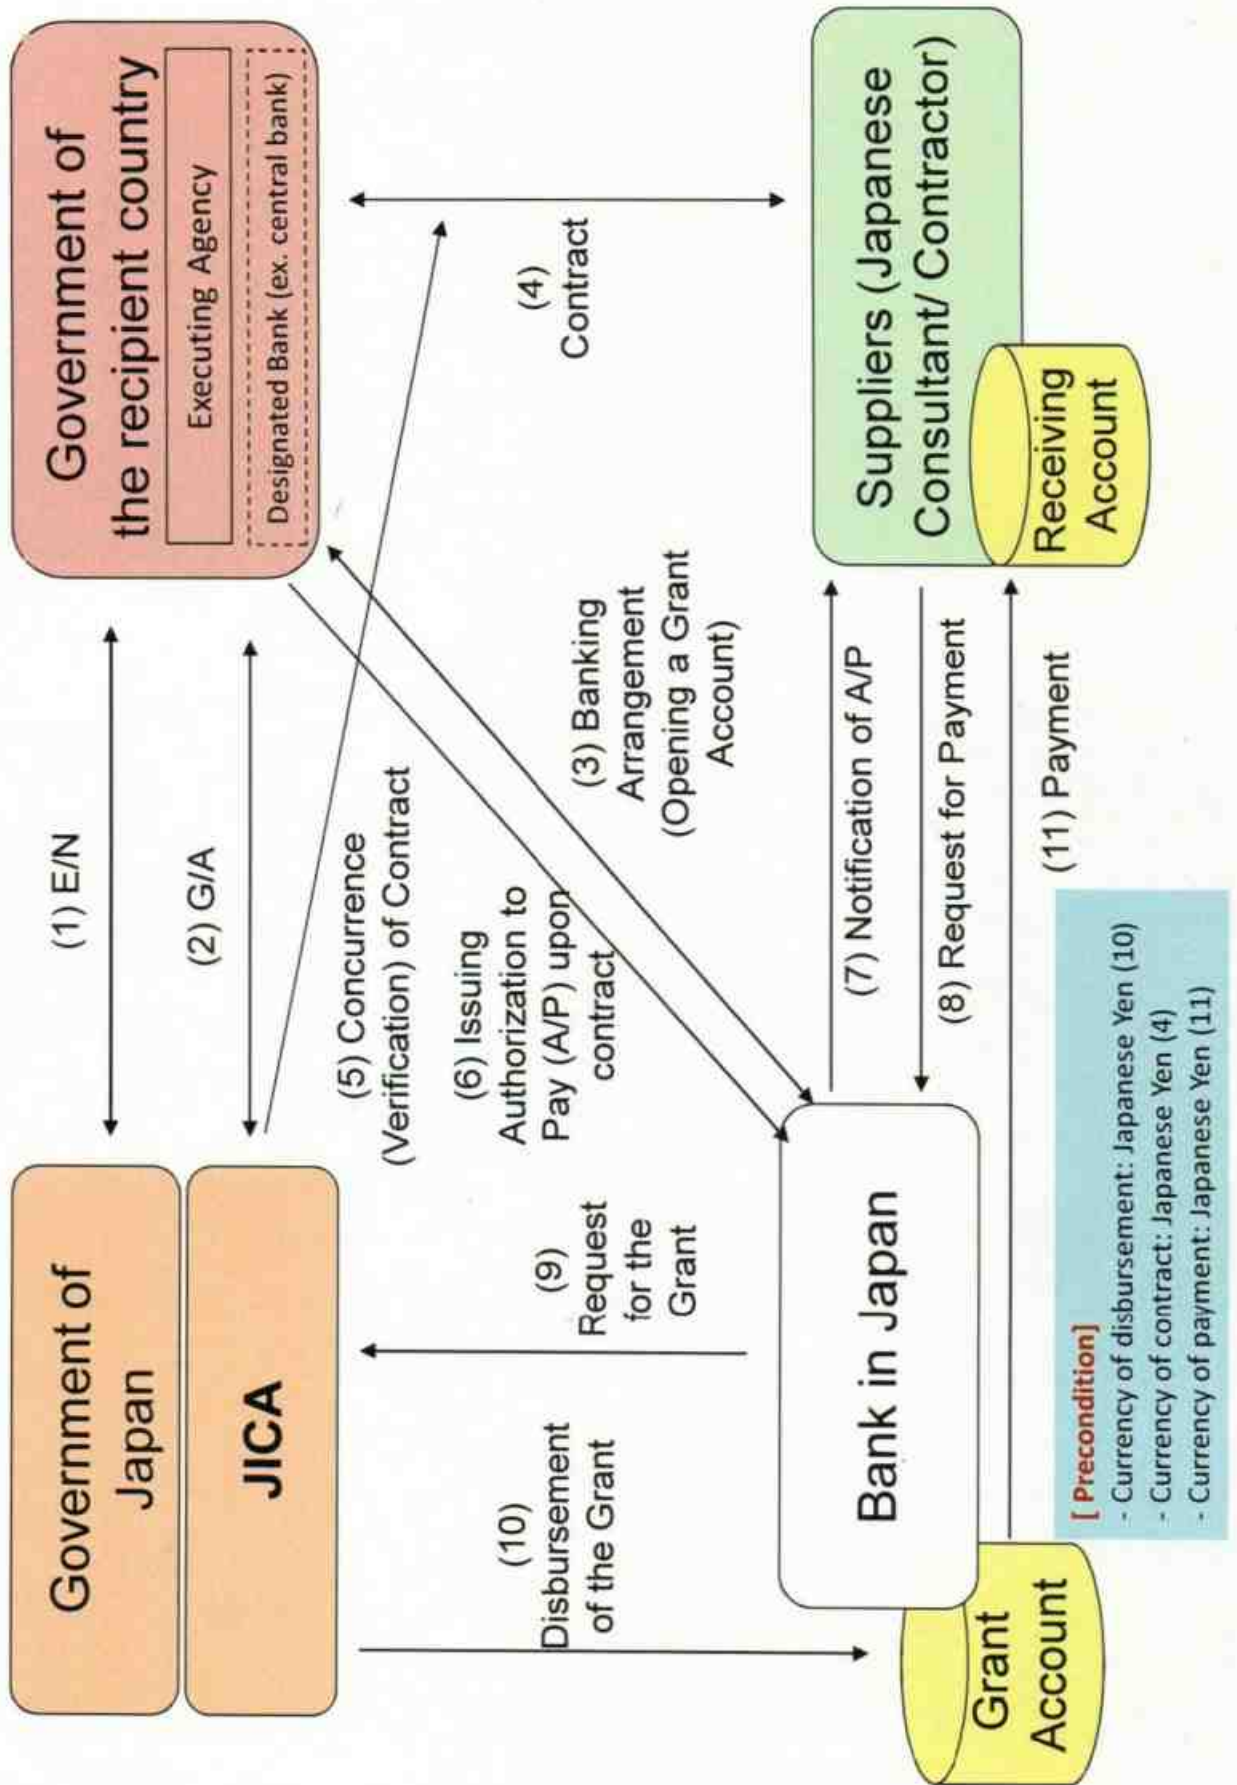 Government of
Japan
JICA
(1) E/N
(2) G/A
Government of
the recipient country
Executing Agency
Designated Bank (ex. central bank)
(5) Concurrence
(Verification) of Contract
(6) Issuing
Authorization to
Pay (A/P) upon
contract
(9)
Request
for the
Grant
(10)
Disbursement
of the Grant
(3) Banking
Arrangement
(Opening a Grant
Account)
(4)
Contract
Bank in Japan
Grant
Account
(7) Notification of A/P
(8) Request for Payment
(11) Payment
Suppliers (Japanese
Consultant/ Contractor)
Receiving
Account
[ Precondition]
- Currency of disbursement: Japanese Yen (10)
- Currency of contract: Japanese Yen (4)
- Currency of payment: Japanese Yen (11)